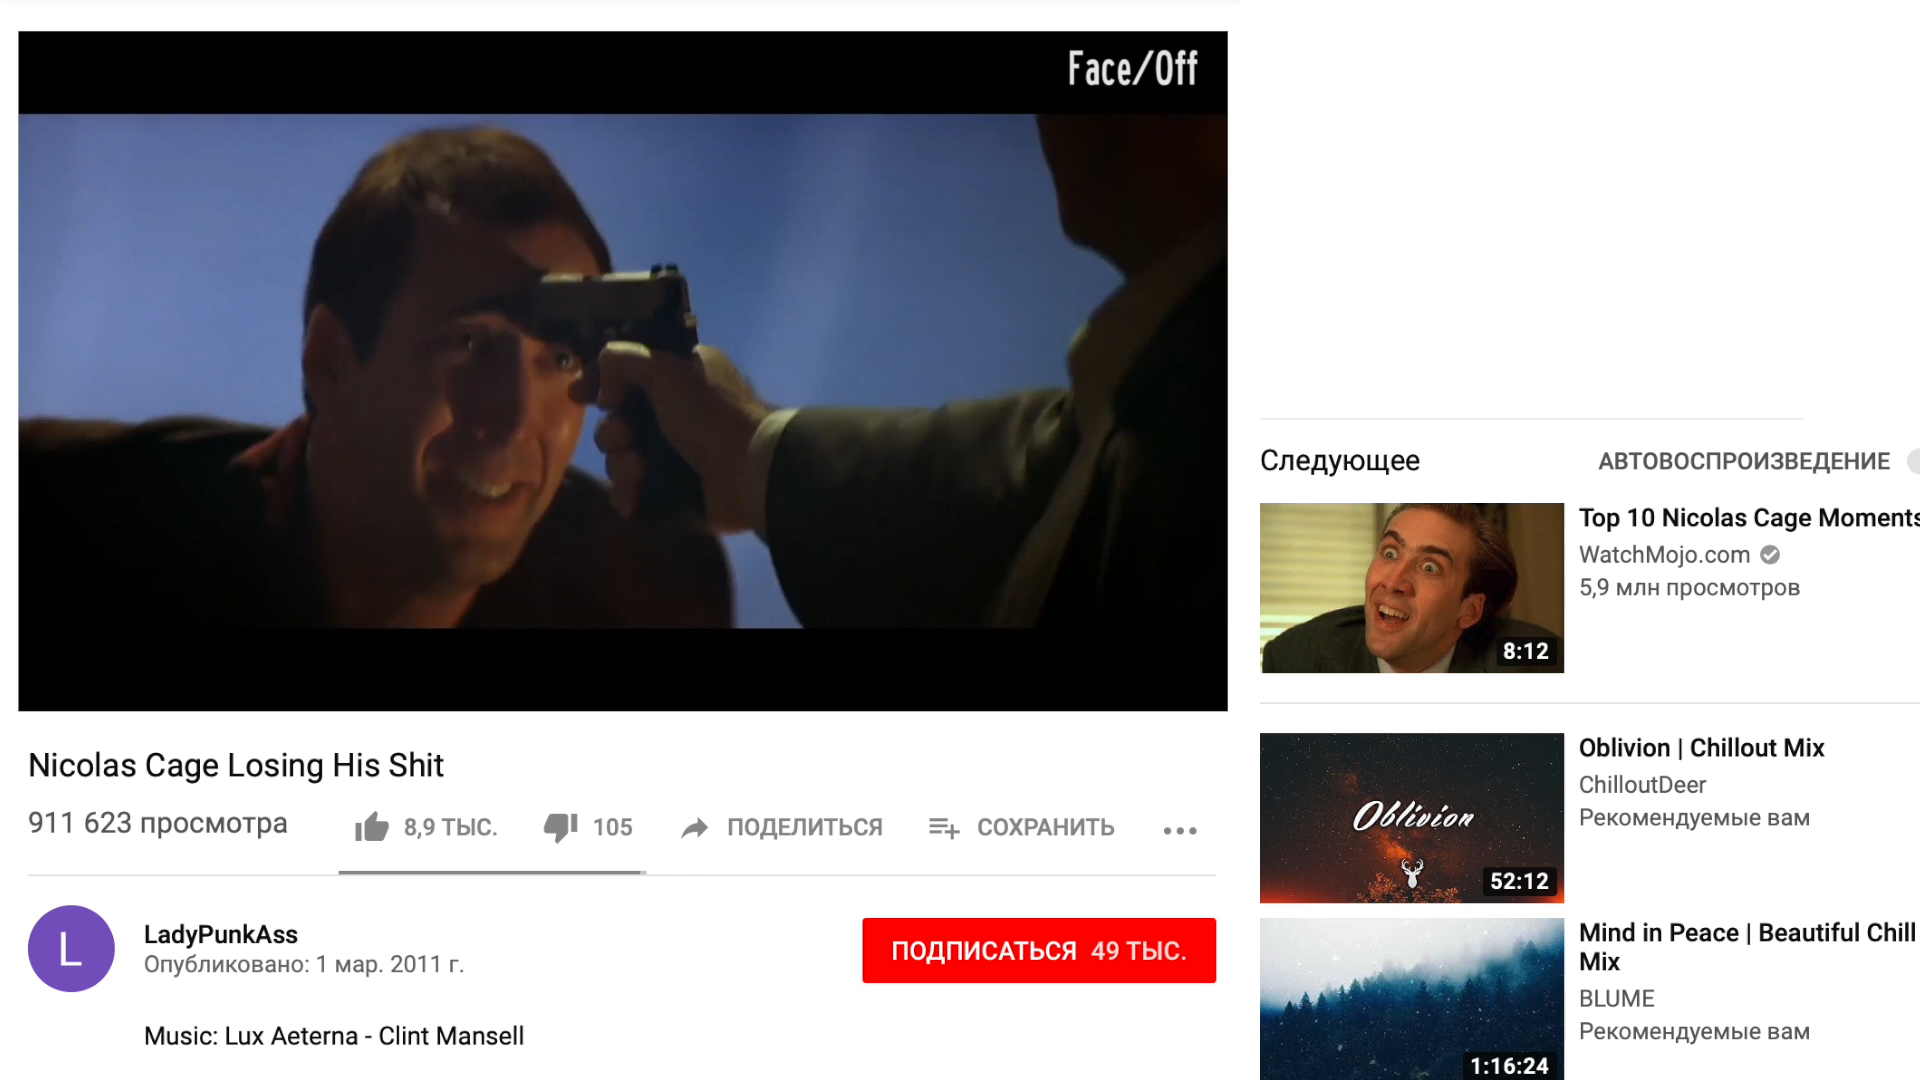 Face/Off
Nicolas Cage Losing His Shit
911 623 просмотра
8,9 ТЫС.
105
ПОДЕЛИТЬСЯ
СОХРАНИТЬ
L
LadyPunkAss
Опубликовано: 1 мар. 2011 г.
ПОДПИСАТЬСЯ 49 ТЫС.
Music: Lux Aeterna - Clint Mansell
Следующее
АВТОВОСПРОИЗВЕДЕНИЕ
8:12
Top 10 Nicolas Cage Moments
WatchMojo.com
5,9 млн просмотров
Oblivion
52:12
Oblivion | Chillout Mix
ChilloutDeer
Рекомендуемые вам
1:16:24
Mind in Peace | Beautiful Chill
Mix
BLUME
Рекомендуемые вам